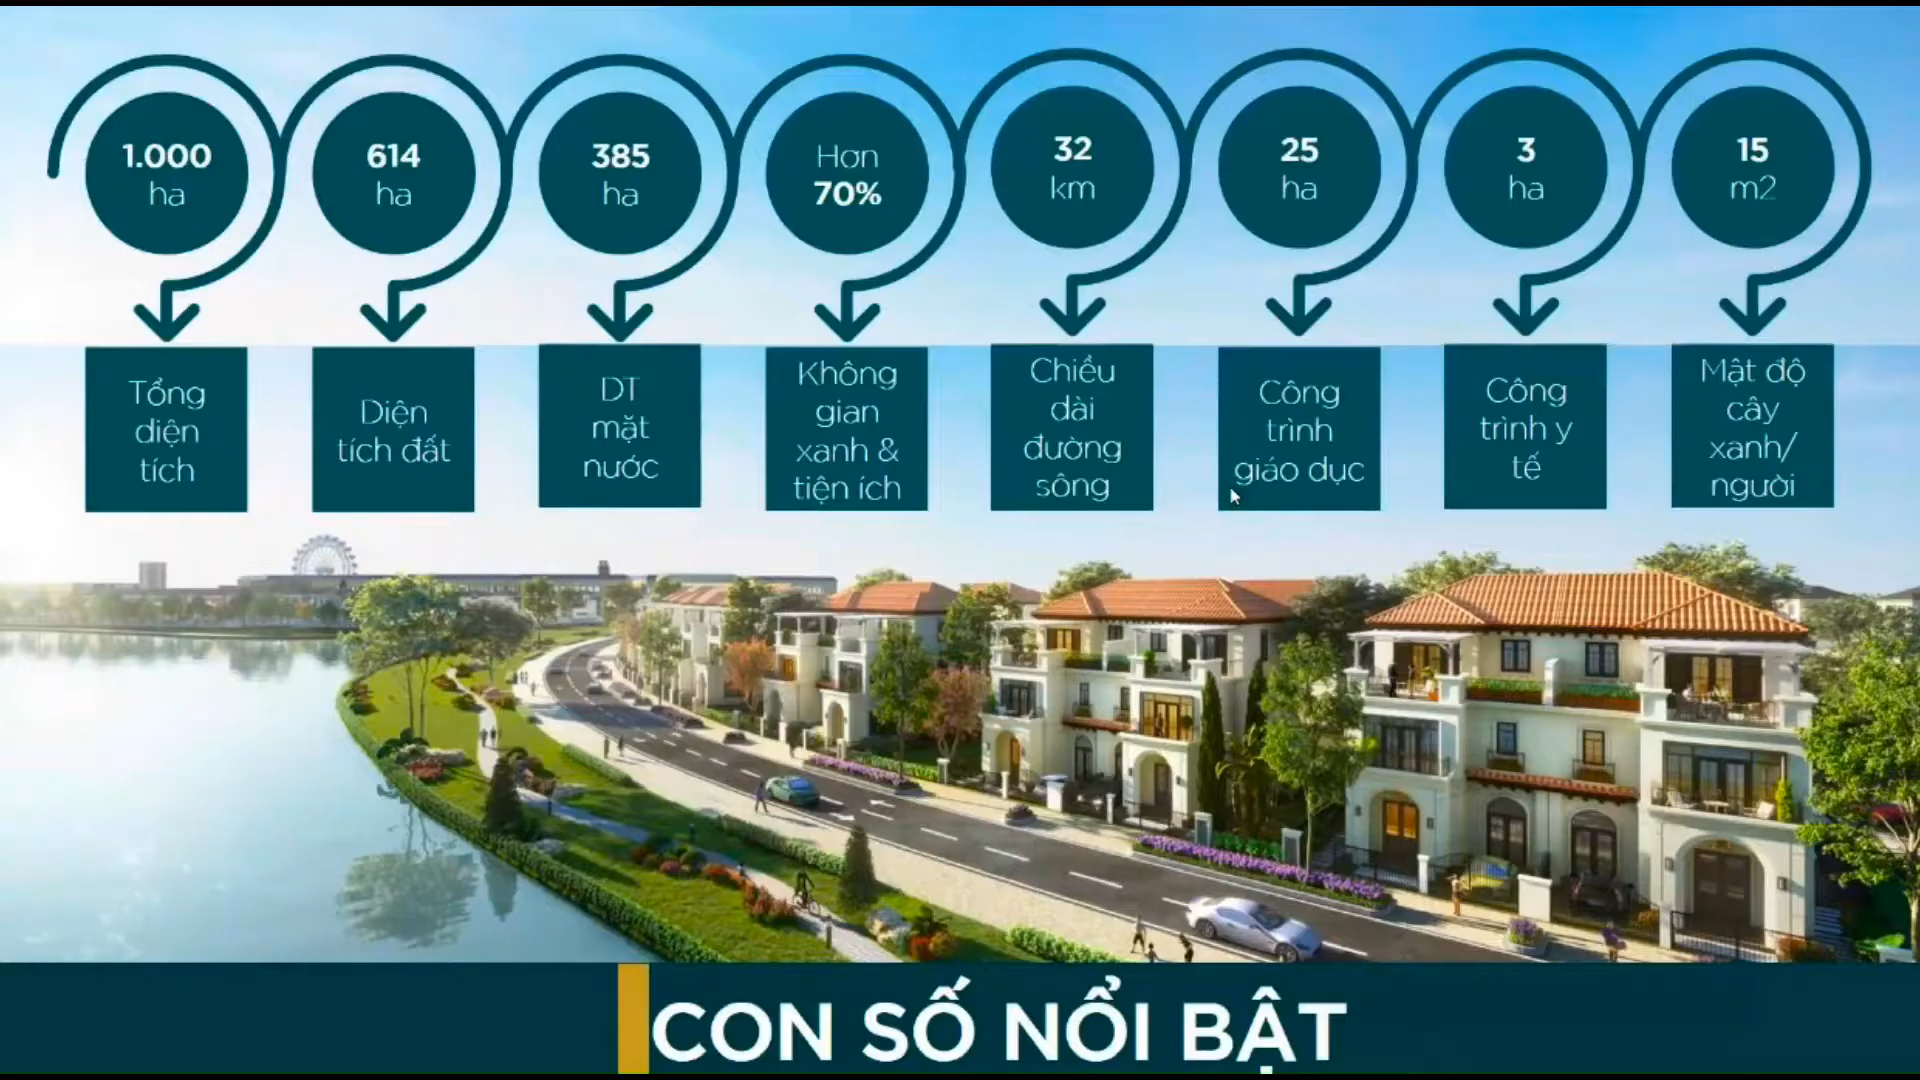 1.000
ha
614
ha
385
ha
Hơn
70%
32
km
25
ha
3
ha
15
m2
Tổng
diện
tích
Diện
tích đất
DT
mặt
nước
Không
gian
xanh &
tiện ích
Chiều
dài
đường
sông
Công
trình
giáo dục
Công
trình y
tế
Mật độ
cây
xanh/
người
CON SỐ NỔI BẬT